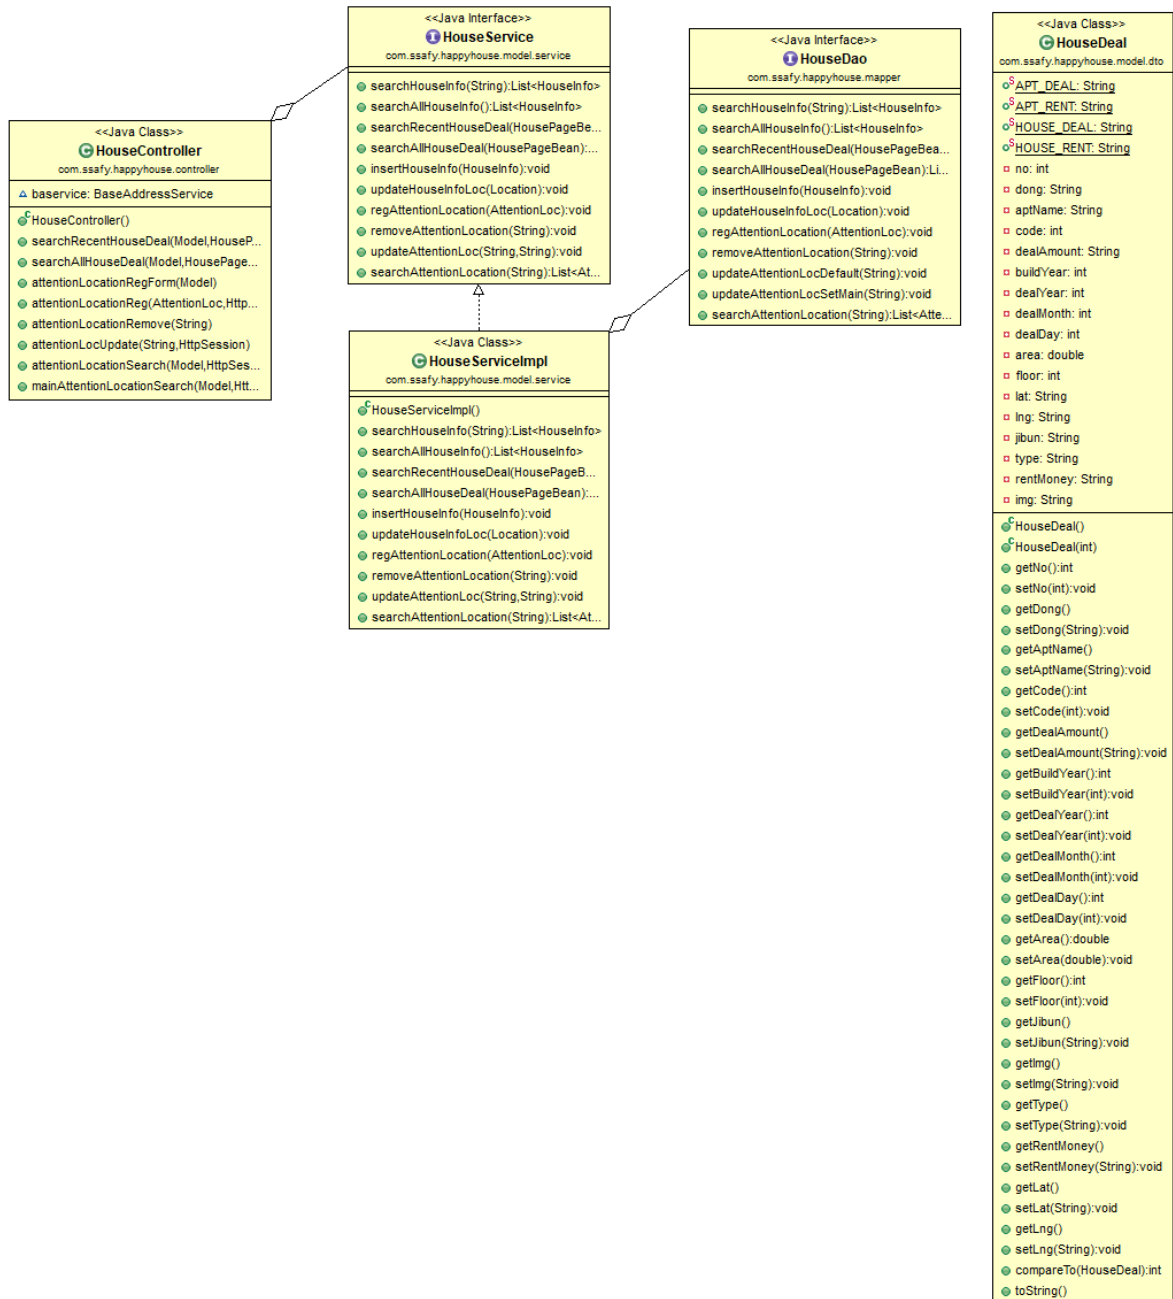 <<Java Class>>
HouseController
com.ssafy.happyhouse.controller
baservice: BaseAddressService
HouseController()
searchRecentHouseDeal(Model,HouseP...
searchAllHouseDeal(Model,HousePage...
attentionLocationRegForm(Model)
attentionLocationReg(AttentionLoc,Http...
attentionLocationRemove(String)
attentionLocUpdate(String,HttpSession)
attentionLocationSearch(Model,HttpSes...
mainAttentionLocationSearch(Model,Htt...
<<Java Interface>>
HouseService
com.ssafy.happyhouse.model.service
searchHouseInfo(String):List<HouseInfo>
searchAllHouseInfo():List<HouseInfo>
searchRecentHouseDeal(HousePageBe...
searchAllHouseDeal(HousePageBean):...
insertHouseInfo(HouseInfo):void
updateHouseInfoLoc(Location):void
regAttentionLocation(AttentionLoc):void
removeAttentionLocation(String):void
updateAttentionLoc(String,String):void
searchAttentionLocation(String):List<At...
<<Java Class>>
HouseServiceImpl
com.ssafy.happyhouse.model.service
HouseServiceImpl()
searchHouseInfo(String):List<HouseInfo>
searchAllHouseInfo():List<HouseInfo>
searchRecentHouseDeal(HousePageB...
searchAllHouseDeal(HousePageBean):...
insertHouseInfo(HouseInfo):void
updateHouseInfoLoc(Location):void
regAttentionLocation(AttentionLoc):void
removeAttentionLocation(String):void
updateAttentionLoc(String,String):void
searchAttentionLocation(String):List<At...
<<Java Interface>>
HouseDao
com.ssafy.happyhouse.mapper
searchHouseInfo(String):List<HouseInfo>
searchAllHouseInfo():List<HouseInfo>
searchRecentHouseDeal(HousePageBea...
searchAllHouseDeal(HousePageBean):Li...
insertHouseInfo(HouseInfo):void
updateHouseInfoLoc(Location):void
regAttentionLocation(AttentionLoc):void
removeAttentionLocation(String):void
updateAttentionLocDefault(String):void
updateAttentionLocSetMain(String):void
searchAttentionLocation(String):List<Atte...
<<Java Class>>
HouseDeal
com.ssafy.happyhouse.model.dto
APT_DEAL: String
APT_RENT: String
HOUSE_DEAL: String
HOUSE_RENT: String
no: int
dong: String
aptName: String
code: int
dealAmount: String
buildYear: int
dealYear: int
dealMonth: int
dealDay: int
area: double
floor: int
lat: String
lng: String
jibun: String
type: String
rentMoney: String
img: String
HouseDeal()
HouseDeal(int)
getNo():int
setNo(int):void
getDong()
setDong(String):void
getAptName()
setAptName(String):void
getCode():int
setCode(int):void
getDealAmount()
setDealAmount(String):void
getBuildYear():int
setBuildYear(int):void
getDealYear():int
setDealYear(int):void
getDealMonth():int
setDealMonth(int):void
getDealDay():int
setDealDay(int):void
getArea():double
setArea(double):void
getFloor():int
setFloor(int):void
getJibun()
setJibun(String):void
getImg()
setImg(String):void
getType()
setType(String):void
getRentMoney()
setRentMoney(String):void
getLat()
setLat(String):void
getLng()
setLng(String):void
compareTo(HouseDeal):int
toString()